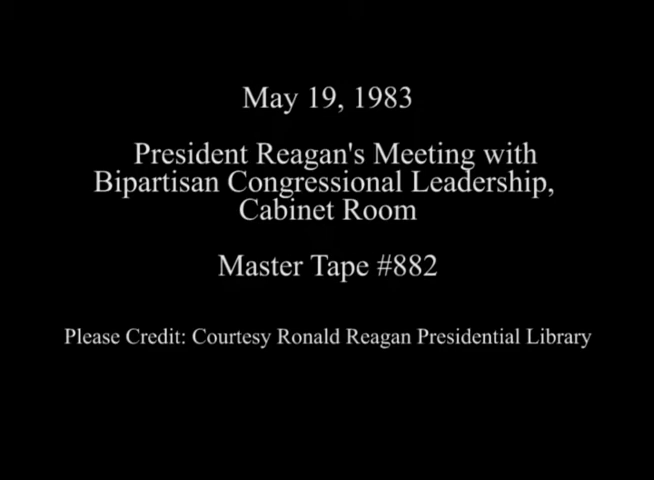 May 19, 1983
President Reagan's Meeting with
Bipartisan Congressional Leadership,
Cabinet Room
Master Tape #882
Please Credit: Courtesy Ronald Reagan Presidential Library